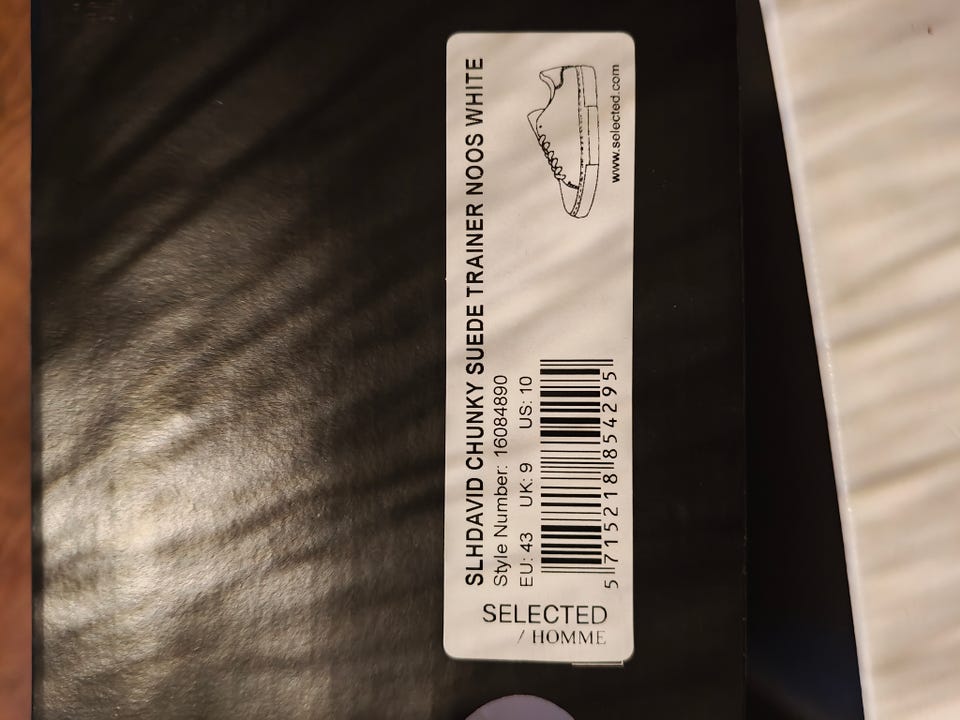 SLHDAVID CHUNKY SUEDE TRAINER NOOS WHITE
Style Number: 16084890
EU: 43 UK: 9 US: 10
5 715218 854295
SELECTED
/ HOMME
www.selected.com